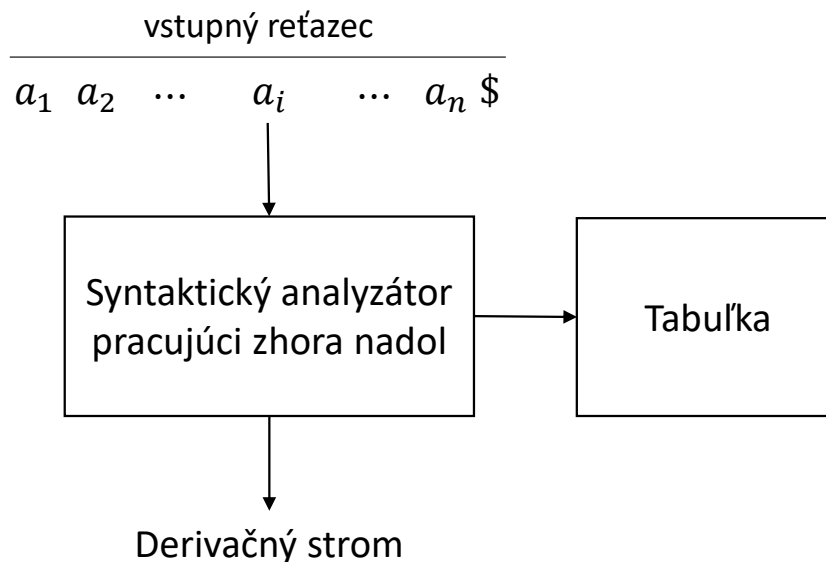 vstupný reťazec
a₁ a₂ ⋯ aᵢ ⋯ aₙ $
Syntaktický analyzátor
pracujúci zhora nadol
Tabuľka
Derivačný strom